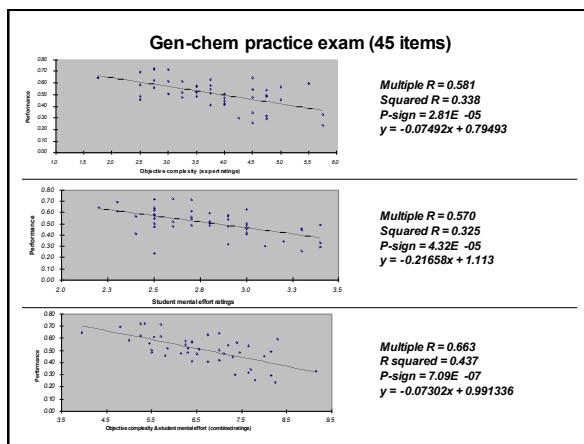 Gen-chem practice exam (45 items)
Performance
0.80
0.70
0.60
0.50
0.40
0.30
0.20
0.10
0.00
1.0 1.5 2.0 2.5 3.0 3.5 4.0 4.5 5.0 5.5 6.0
Objective complexity (expert ratings)
Multiple R = 0.581
Squared R = 0.338
P-sign = 2.81E -05
y = -0.07492x + 0.79493
Performance
0.80
0.70
0.60
0.50
0.40
0.30
0.20
0.10
0.00
2.0 2.3 2.5 2.8 3.0 3.3 3.5
Student mental effort ratings
Multiple R = 0.570
Squared R = 0.325
P-sign = 4.32E -05
y = -0.21658x + 1.113
Performance
0.80
0.70
0.60
0.50
0.40
0.30
0.20
0.10
0.00
3.5 4.5 5.5 6.5 7.5 8.5 9.5
Objective complexity & student mental effort (combined ratings)
Multiple R = 0.663
R squared = 0.437
P-sign = 7.09E -07
y = -0.07302x + 0.991336